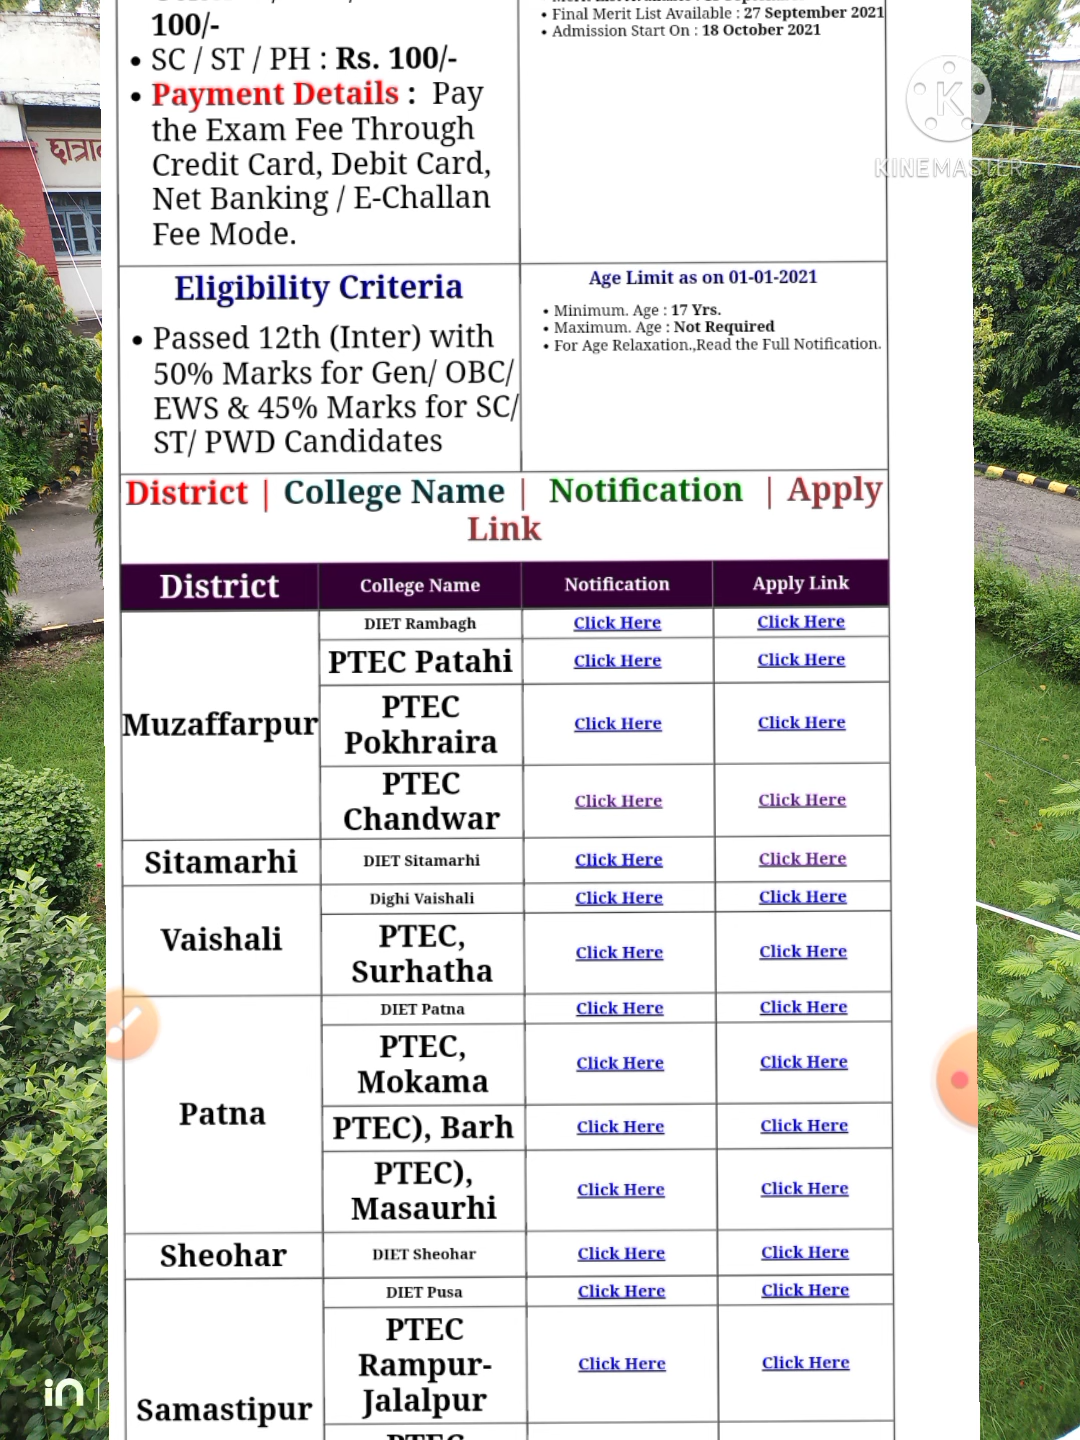 100/-
• SC / ST / PH : Rs. 100/-
• Payment Details : Pay
the Exam Fee Through
Credit Card, Debit Card,
Net Banking / E-Challan
Fee Mode.
• Final Merit List Available : 27 September 2021
• Admission Start On : 18 October 2021
KINEMASTER
Eligibility Criteria
• Passed 12th (Inter) with
50% Marks for Gen/ OBC/
EWS & 45% Marks for SC/
ST/ PWD Candidates
Age Limit as on 01-01-2021
• Minimum. Age : 17 Yrs.
• Maximum. Age : Not Required
• For Age Relaxation.,Read the Full Notification.
District | College Name | Notification | Apply
Link
District College Name Notification Apply Link
Muzaffarpur
DIET Rambagh Click Here Click Here
PTEC Patahi Click Here Click Here
PTEC
Pokhraira Click Here Click Here
PTEC
Chandwar Click Here Click Here
Sitamarhi DIET Sitamarhi Click Here Click Here
Vaishali
Dighi Vaishali Click Here Click Here
PTEC,
Surhatha Click Here Click Here
Patna
DIET Patna Click Here Click Here
PTEC,
Mokama Click Here Click Here
PTEC), Barh Click Here Click Here
PTEC),
Masaurhi Click Here Click Here
Sheohar DIET Sheohar Click Here Click Here
Samastipur
DIET Pusa Click Here Click Here
PTEC
Rampur-
Jalalpur Click Here Click Here
PTEC
in